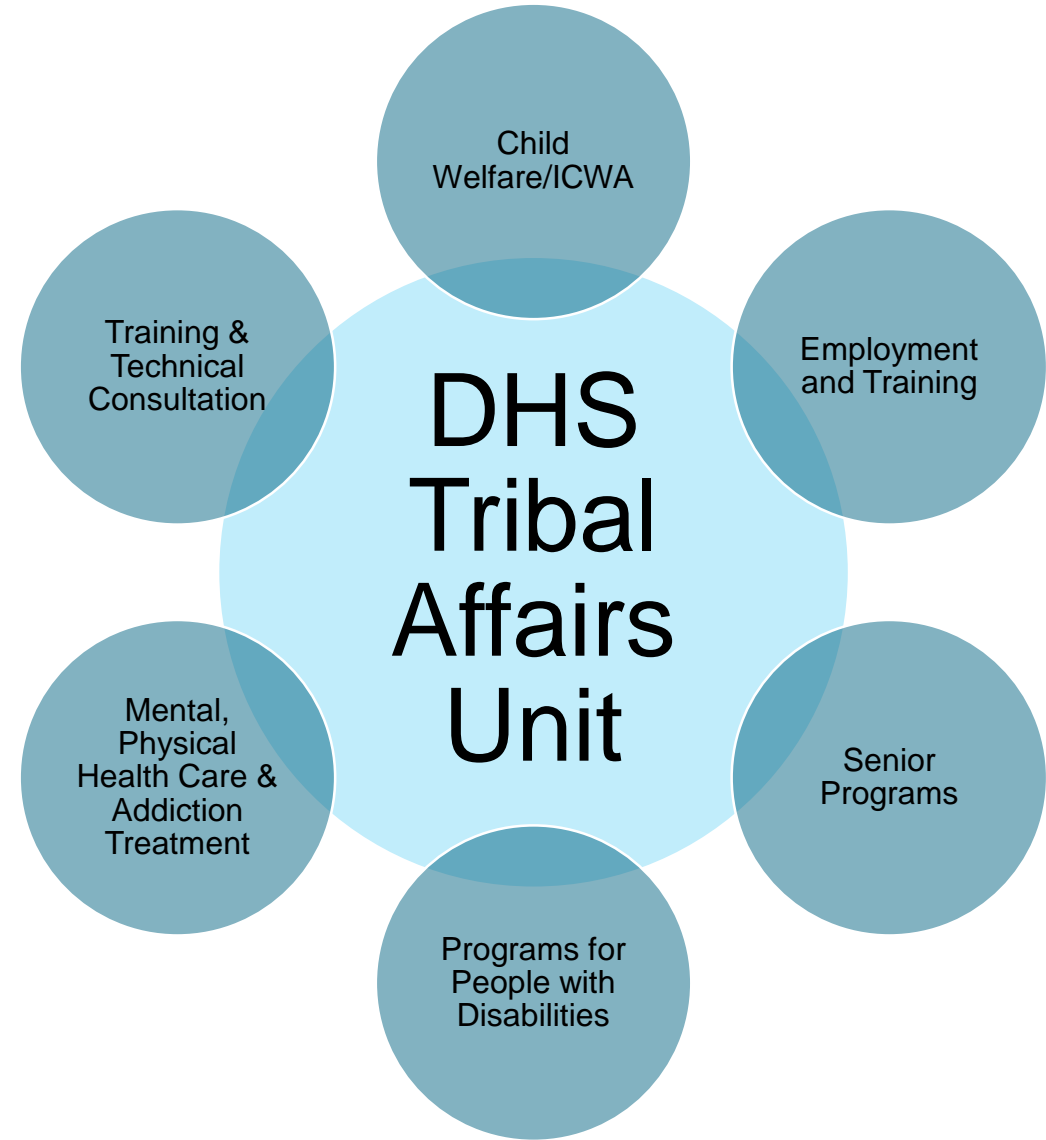 Child
Welfare/ICWA
Training &
Technical
Consultation
Employment
and Training
DHS
Tribal
Affairs
Unit
Mental,
Physical
Health Care &
Addiction
Treatment
Senior
Programs
Programs for
People with
Disabilities